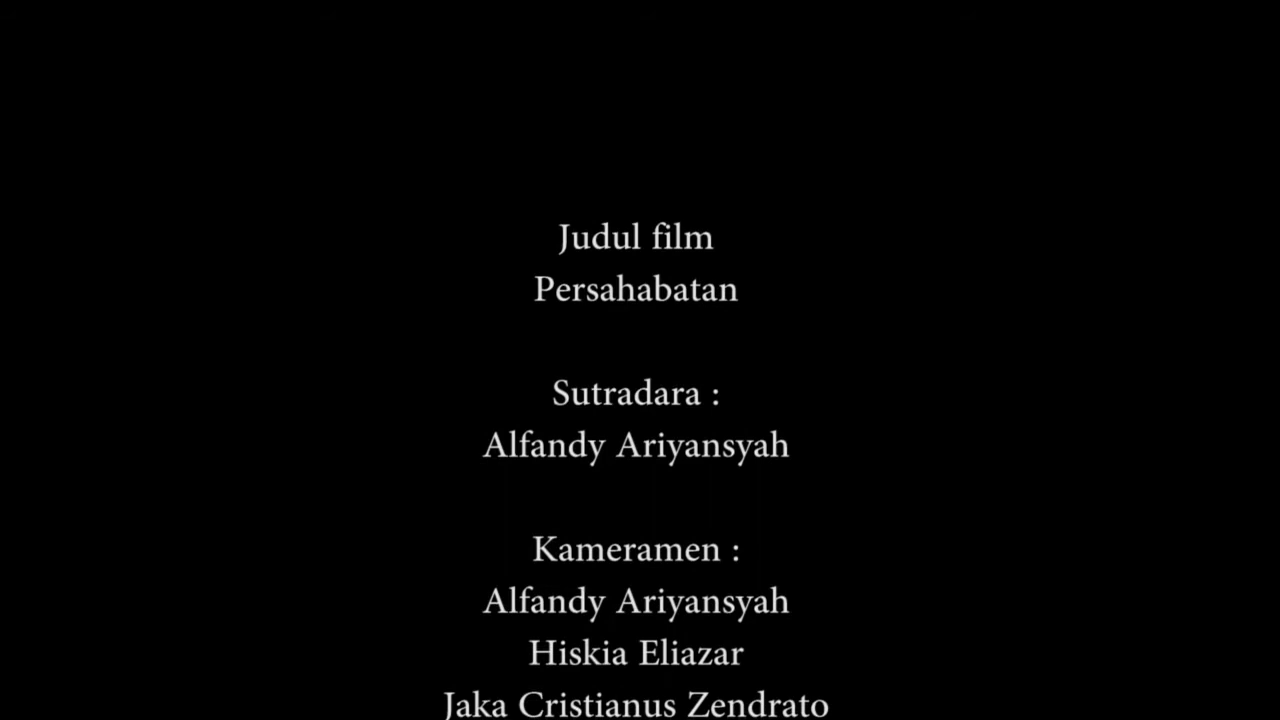 Judul film
Persahabatan
Sutradara :
Alfandy Ariyansyah
Kameramen :
Alfandy Ariyansyah
Hiskia Eliazar
Jaka Cristianus Zendrato